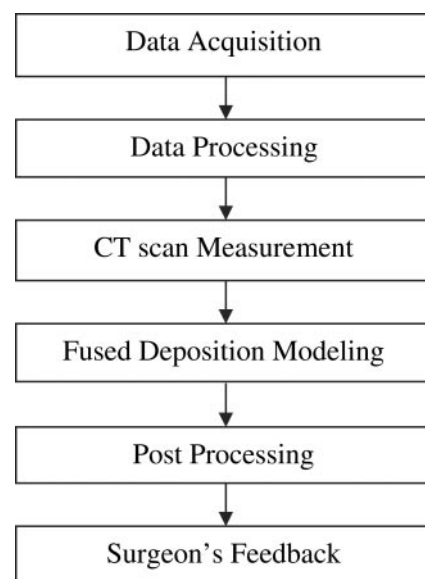 Data Acquisition
Data Processing
CT scan Measurement
Fused Deposition Modeling
Post Processing
Surgeon's Feedback